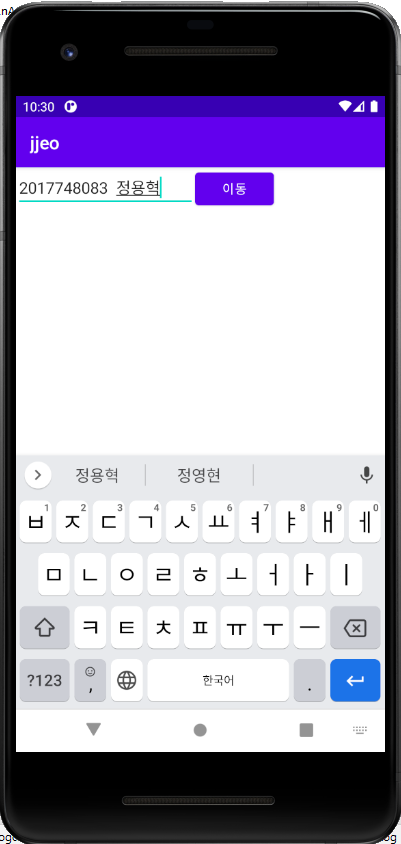 10:30
jjeo
2017748083 정용혁 이동
정용혁 정영현
1 2 3 4 5 6 7 8 9 0
ㅂ ㅈ ㄷ ㄱ ㅅ ㅛ ㅕ ㅑ ㅐ ㅔ
ㅁ ㄴ ㅇ ㄹ ㅎ ㅗ ㅓ ㅏ ㅣ
ㅋ ㅌ ㅊ ㅍ ㅠ ㅜ ㅡ
?123 , 한국어 .